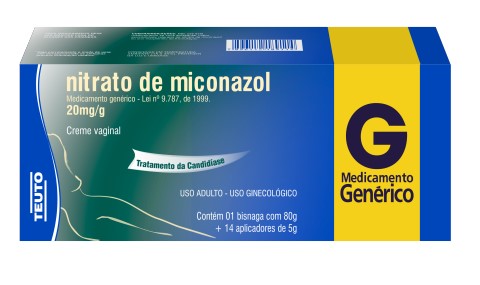 nitrato de miconazol
Medicamento genérico - Lei nº 9.787, de 1999.
20mg/g
Creme vaginal
Tratamento da Candidíase
USO ADULTO - USO GINECOLÓGICO
Contém 01 bisnaga com 80g
+ 14 aplicadores de 5g
TEUTO
G
Medicamento
Genérico